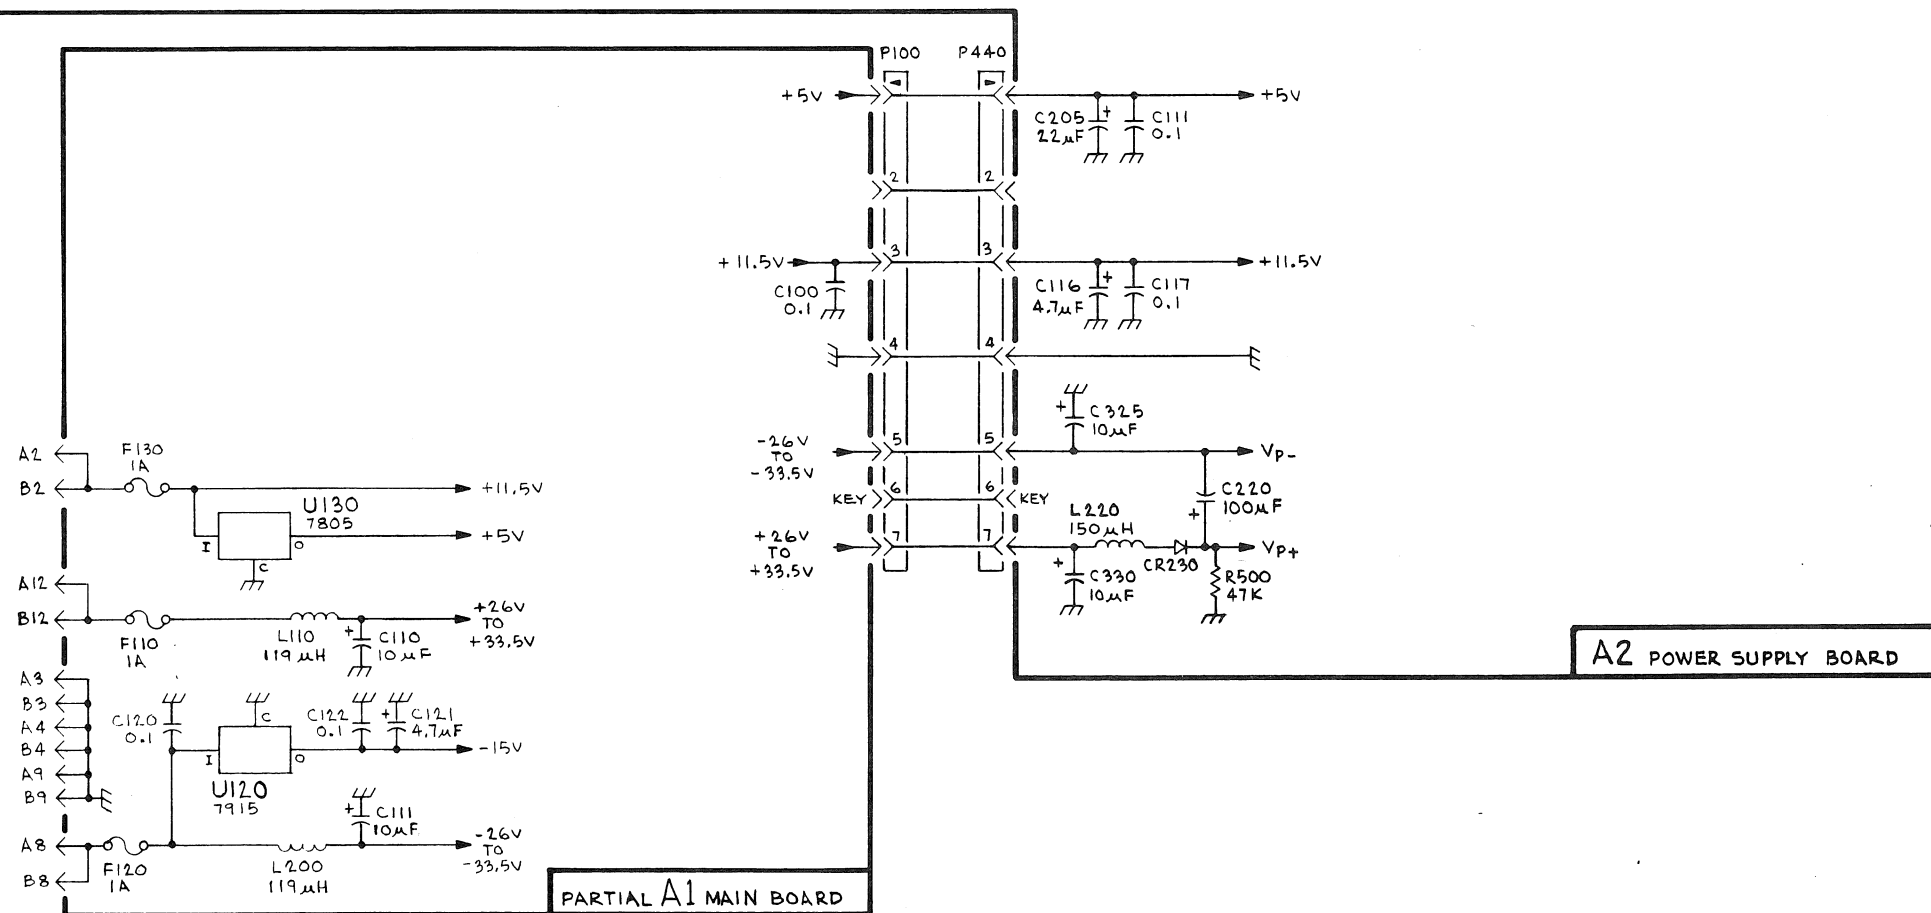 P100
P440
+5V
+5V
C205
22µF
+
C111
0.1
2
2
3
3
+11.5V
+11.5V
C100
0.1
C116
4.7µF
+
C117
0.1
4
4
+
C325
10µF
-26V
TO
-33.5V
5
5
VP-
KEY
6
6
KEY
C220
100µF
+
L220
150µH
+26V
TO
+33.5V
7
7
VP+
CR230
+
C330
10µF
R500
47K
A2 POWER SUPPLY BOARD
A2
B2
F130
1A
+11.5V
U130
7805
I
O
C
+5V
A12
B12
F110
1A
L110
119µH
+
C110
10µF
+26V
TO
+33.5V
A3
B3
A4
B4
A9
B9
C120
0.1
C
I
O
U120
7915
C122
0.1
+
C121
4.7µF
-15V
A8
B8
F120
1A
L200
119µH
+
C111
10µF
-26V
TO
-33.5V
PARTIAL A1 MAIN BOARD